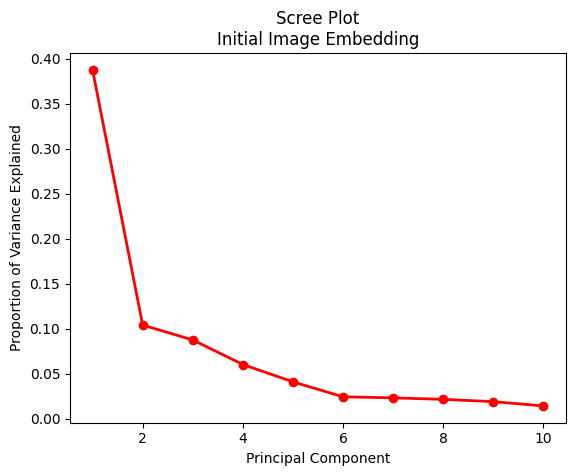 Scree Plot
Initial Image Embedding
Proportion of Variance Explained
0.40
0.35
0.30
0.25
0.20
0.15
0.10
0.05
0.00
2 4 6 8 10
Principal Component